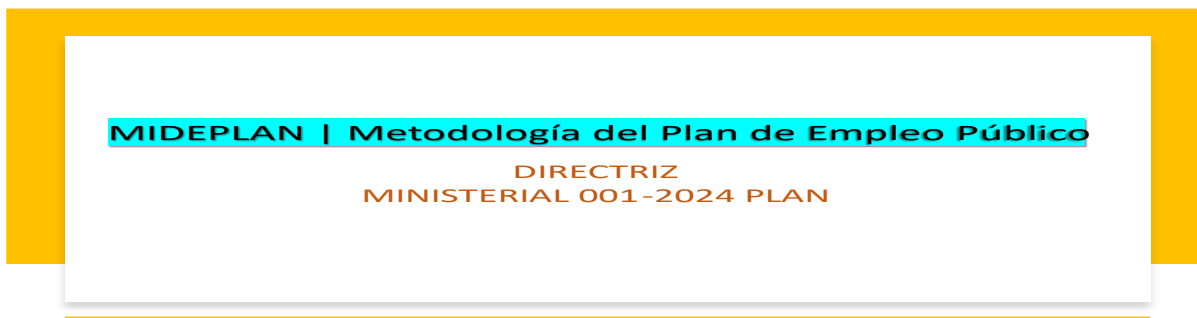 MIDEPLAN | Metodología del Plan de Empleo Público
DIRECTRIZ
MINISTERIAL 001-2024 PLAN